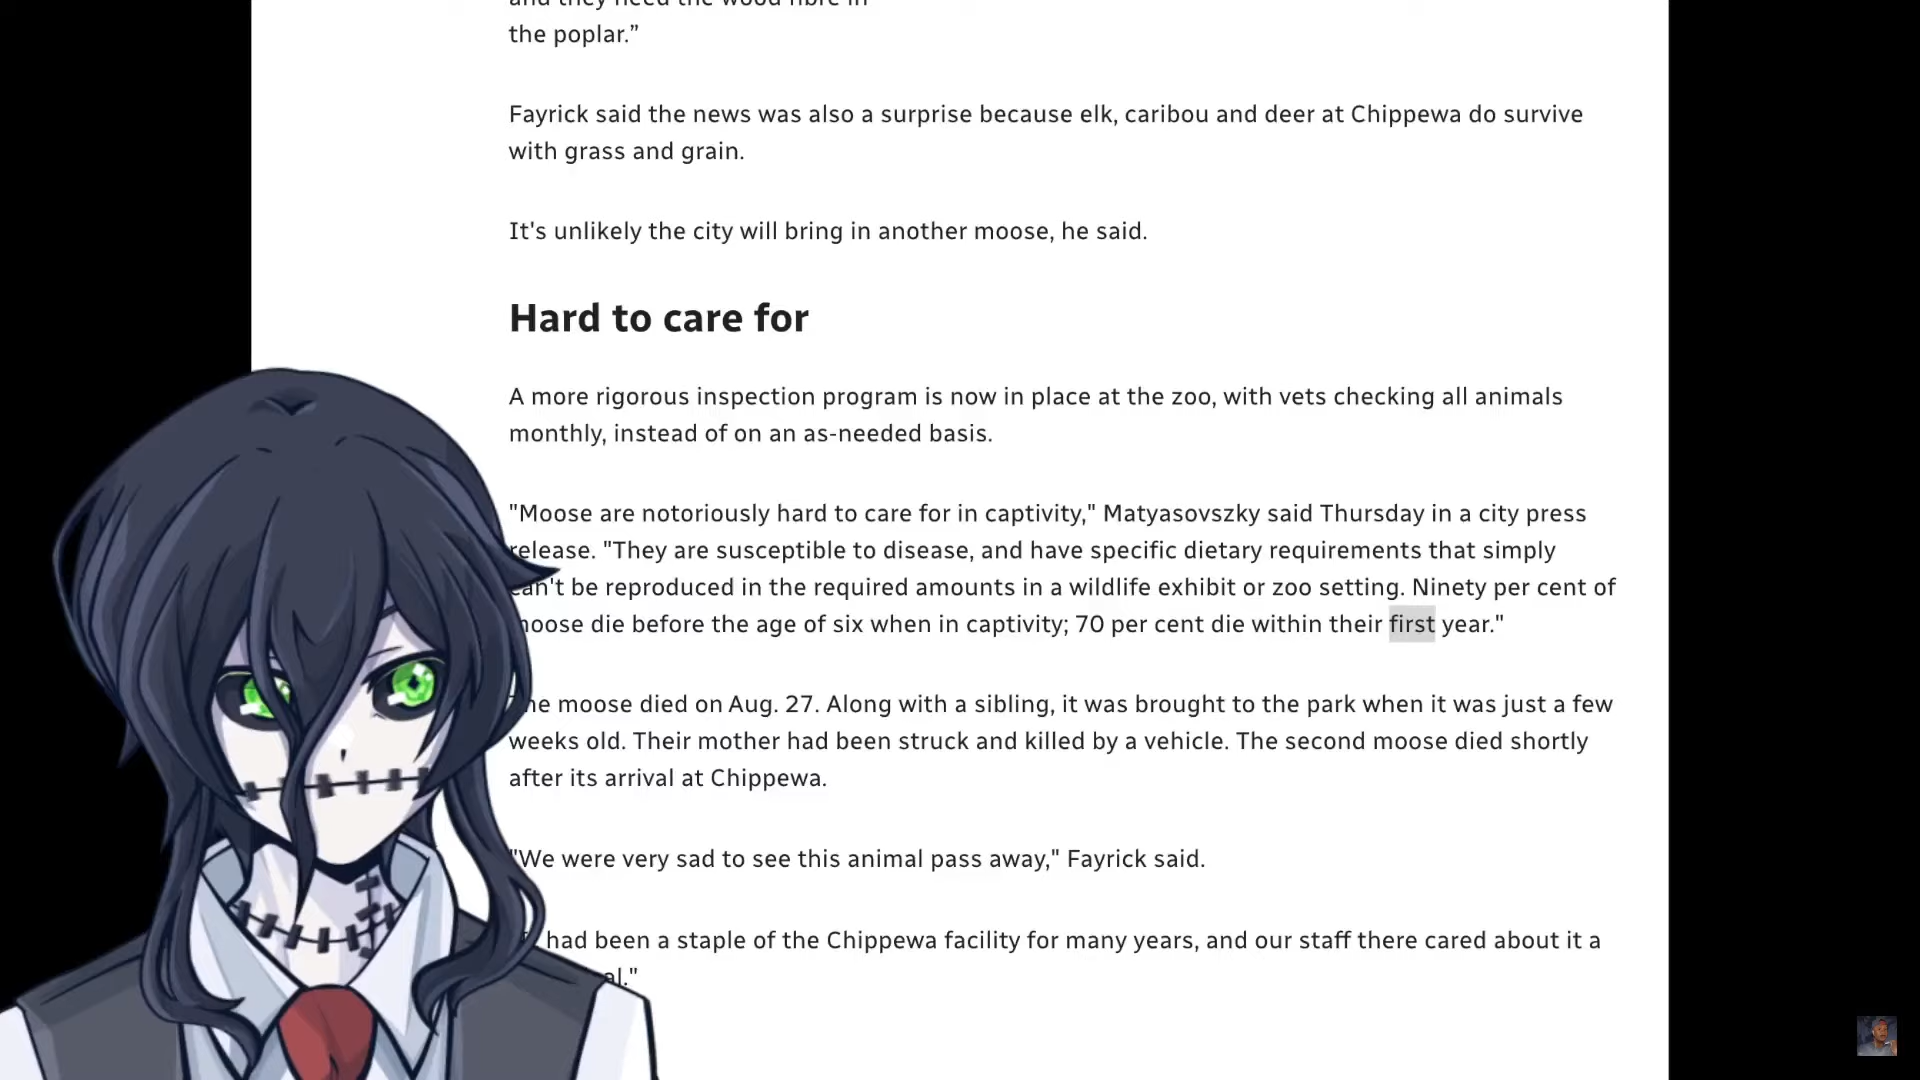 and they need the wood fibre in
the poplar.”
Fayrick said the news was also a surprise because elk, caribou and deer at Chippewa do survive
with grass and grain.
It's unlikely the city will bring in another moose, he said.
Hard to care for
A more rigorous inspection program is now in place at the zoo, with vets checking all animals
monthly, instead of on an as-needed basis.
"Moose are notoriously hard to care for in captivity," Matyasovszky said Thursday in a city press
release. "They are susceptible to disease, and have specific dietary requirements that simply
can't be reproduced in the required amounts in a wildlife exhibit or zoo setting. Ninety per cent of
moose die before the age of six when in captivity; 70 per cent die within their first year."
The moose died on Aug. 27. Along with a sibling, it was brought to the park when it was just a few
weeks old. Their mother had been struck and killed by a vehicle. The second moose died shortly
after its arrival at Chippewa.
"We were very sad to see this animal pass away," Fayrick said.
had been a staple of the Chippewa facility for many years, and our staff there cared about it a